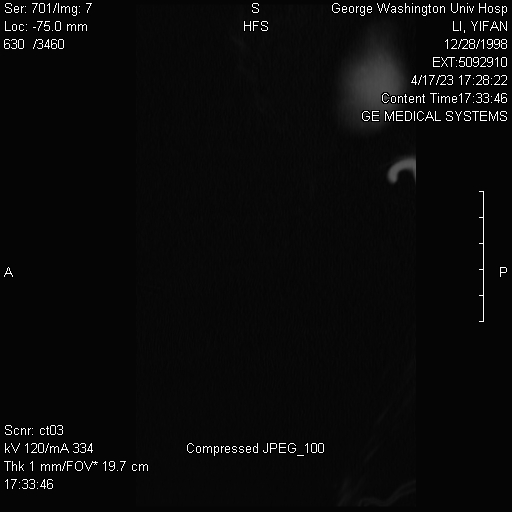 Ser: 701/Img: 7
Loc: -75.0 mm
630 /3460
S
HFS
George Washington Univ Hosp
LI, YIFAN
12/28/1998
EXT:5092910
4/17/23 17:28:22
Content Time17:33:46
GE MEDICAL SYSTEMS
A
P
Scnr: ct03
kV 120/mA 334
Thk 1 mm/FOV* 19.7 cm
17:33:46
Compressed JPEG_100